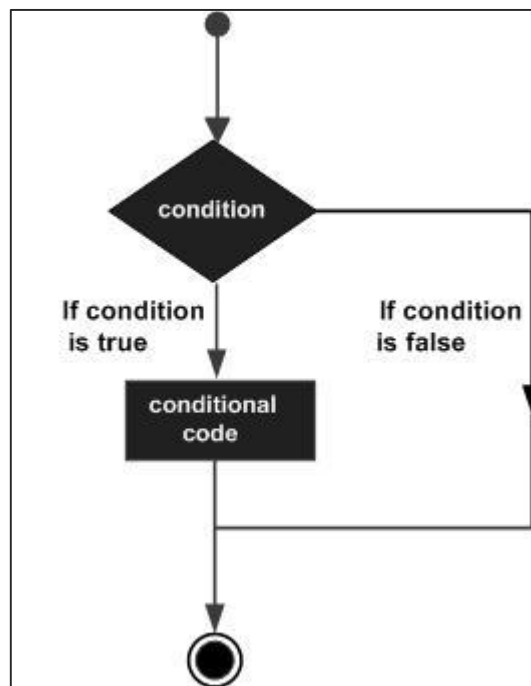 condition
If condition
is true
If condition
is false
conditional
code